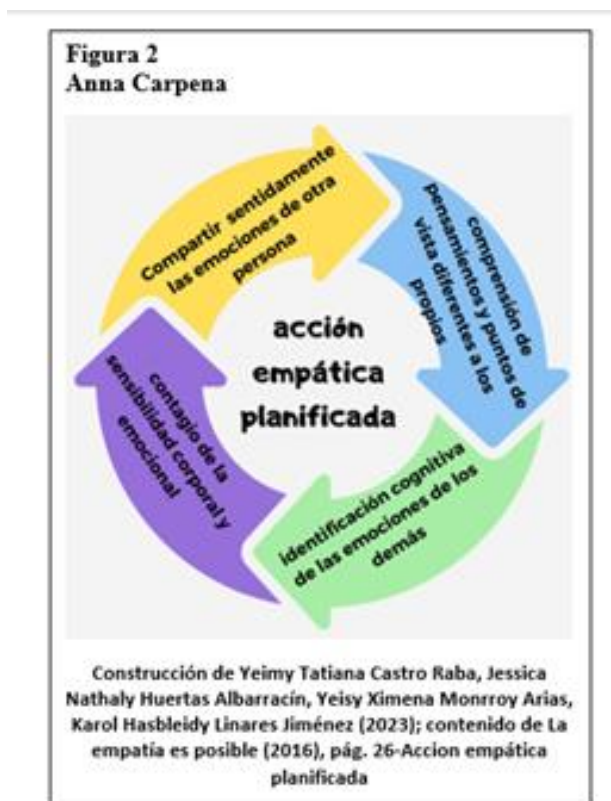 Figura 2
Anna Carpena
Compartir sentidamente
las emociones de otra
persona
comprensión de
pensamientos y puntos de
vista diferentes a los
propios
identificación cognitiva
de las emociones de los
demás
contagio de la
sensibilidad corporal y
emocional
acción
empática
planificada
Construcción de Yeimy Tatiana Castro Raba, Jessica
Nathaly Huertas Albarracín, Yeisy Ximena Monrroy Arias,
Karol Hasbleidy Linares Jiménez (2023); contenido de La
empatía es posible (2016), pág. 26-Accion empática
planificada